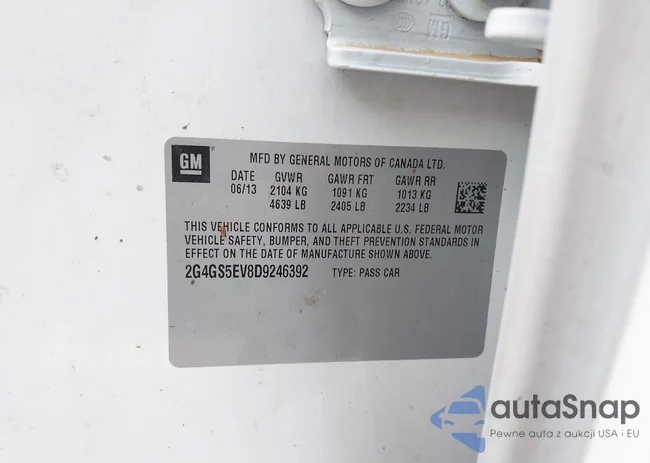 GM
MFD BY GENERAL MOTORS OF CANADA LTD.
DATE GVWR GAWR FRT GAWR RR
06/13 2104 KG 1091 KG 1013 KG
4639 LB 2405 LB 2234 LB
THIS VEHICLE CONFORMS TO ALL APPLICABLE U.S. FEDERAL MOTOR
VEHICLE SAFETY, BUMPER, AND THEFT PREVENTION STANDARDS IN
EFFECT ON THE DATE OF MANUFACTURE SHOWN ABOVE.
2G4GS5EV8D9246392 TYPE: PASS CAR
autaSnap
Pewne auta z aukcji USA i EU